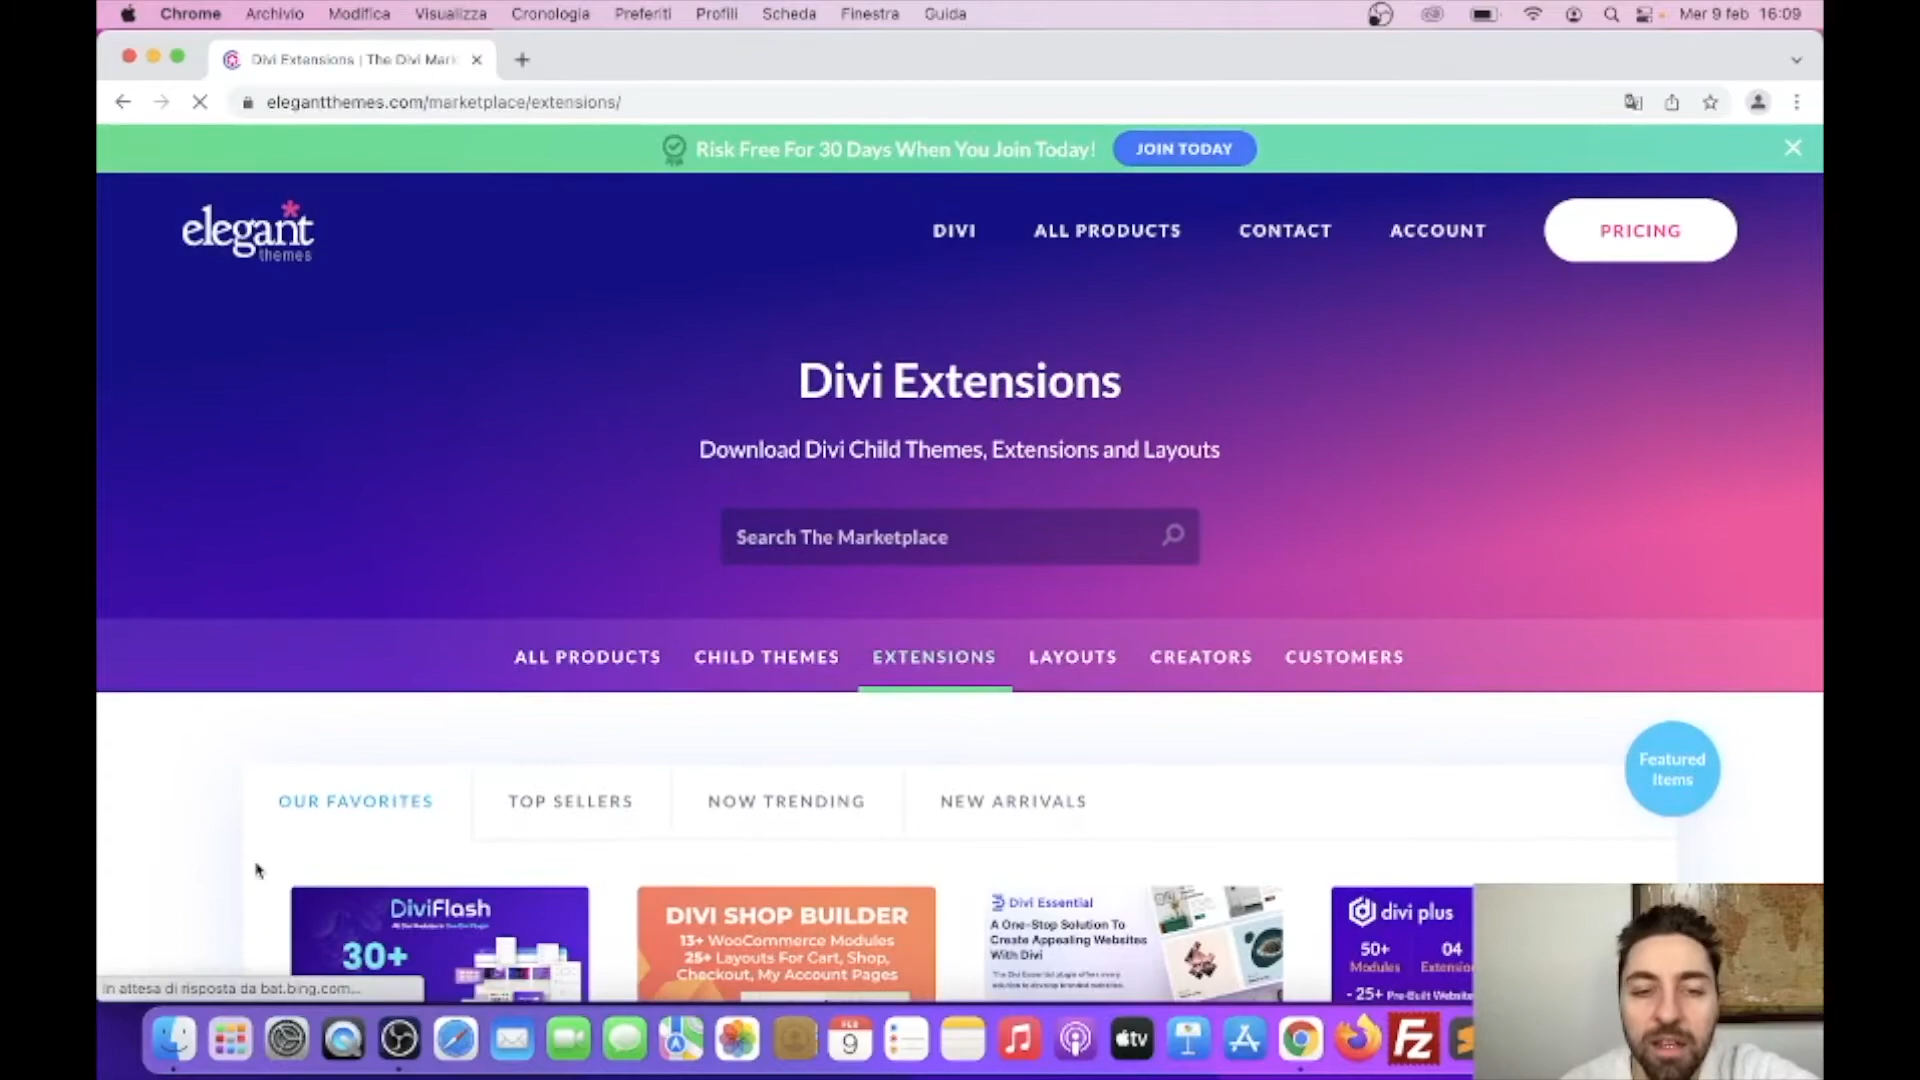 Chrome Archivio Modifica Visualizza Cronologia Preferiti Profili Scheda Finestra Guida Mer 9 feb 16:09
Divi Extensions | The Divi Mark
elegantthemes.com/marketplace/extensions/
Risk Free For 30 Days When You Join Today! JOIN TODAY
elegant
themes
DIVI ALL PRODUCTS CONTACT ACCOUNT PRICING
Divi Extensions
Download Divi Child Themes, Extensions and Layouts
Search The Marketplace
ALL PRODUCTS CHILD THEMES EXTENSIONS LAYOUTS CREATORS CUSTOMERS
Featured
Items
OUR FAVORITES TOP SELLERS NOW TRENDING NEW ARRIVALS
DiviFlash
30+
DIVI SHOP BUILDER
13+ WooCommerce Modules
25+ Layouts For Cart, Shop,
Checkout, My Account Pages
Divi Essential
A One-Stop Solution To
Create Appealing Websites
With Divi
divi plus
50+ 04
Modules Extensio
- 25+ Pre-Built Website
In attesa di risposta da bat.bing.com...
FEB
9
tv
FZ